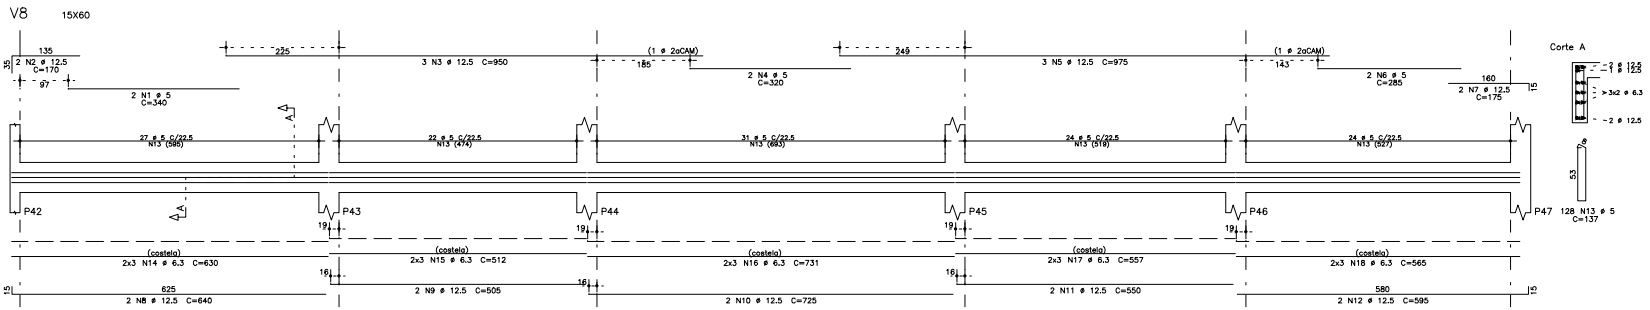 V8 15X60
135
225
(1 ø 2aCAM)
249
(1 ø 2aCAM)
Corte A
35
2 N2 ø 12.5
C=170
3 N3 ø 12.5 C=950
185
3 N5 ø 12.5 C=975
143
2 ø 12.5
1 ø 12.5
97
2 N4 ø 5
C=320
2 N6 ø 5
C=285
160
2 N1 ø 5
C=340
2 N7 ø 12.5
C=175
15
3x2 ø 6.3
A
2 ø 12.5
27 ø 5 C/22.5
N13 (595)
22 ø 5 C/22.5
N13 (474)
31 ø 5 C/22.5
N13 (693)
24 ø 5 C/22.5
N13 (519)
24 ø 5 C/22.5
N13 (527)
8
53
A
P42
P43
P44
P45
P46
P47
128 N13 ø 5
C=137
19
19
19
19
(costela)
2x3 N14 ø 6.3 C=630
(costela)
2x3 N15 ø 6.3 C=512
(costela)
2x3 N16 ø 6.3 C=731
(costela)
2x3 N17 ø 6.3 C=557
(costela)
2x3 N18 ø 6.3 C=565
16
16
16
15
625
2 N8 ø 12.5 C=640
2 N9 ø 12.5 C=505
2 N10 ø 12.5 C=725
2 N11 ø 12.5 C=550
580
2 N12 ø 12.5 C=595
15